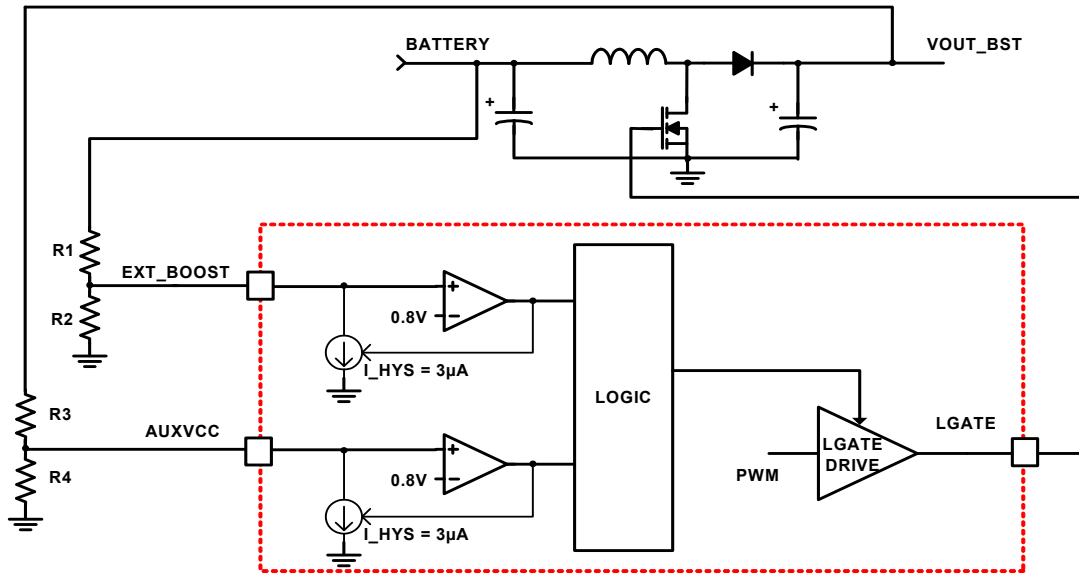 BATTERY
VOUT_BST
+
+
R1
EXT_BOOST
R2
+
0.8V
I_HYS = 3µA
LOGIC
R3
AUXVCC
R4
+
0.8V
I_HYS = 3µA
LGATE
DRIVE
LGATE
PWM